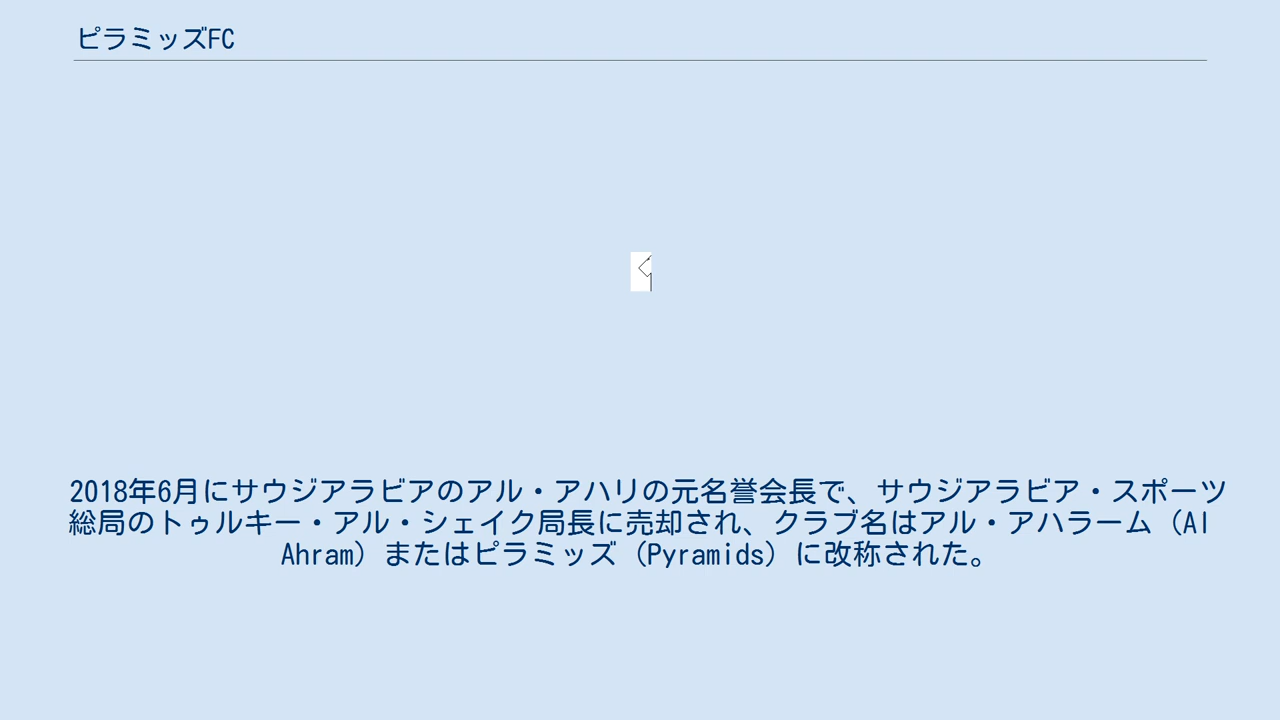 ピラミッズFC
2018年6月にサウジアラビアのアル・アハリの元名誉会長で、サウジアラビア・スポーツ
総局のトゥルキー・アル・シェイク局長に売却され、クラブ名はアル・アハラーム（Al
Ahram）またはピラミッズ（Pyramids）に改称された。